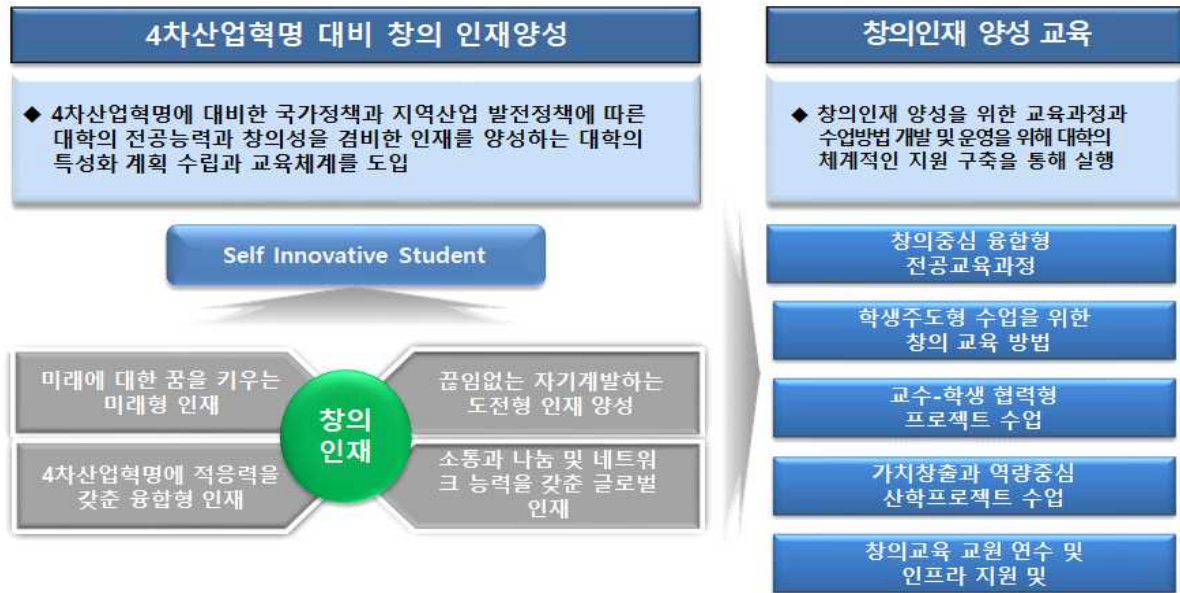 4차산업혁명 대비 창의 인재양성
◆ 4차산업혁명에 대비한 국가정책과 지역산업 발전정책에 따른
대학의 전공능력과 창의성을 겸비한 인재를 양성하는 대학의
특성화 계획 수립과 교육체계를 도입
Self Innovative Student
미래에 대한 꿈을 키우는
미래형 인재
끊임없는 자기계발하는
도전형 인재 양성
창의
인재
4차산업혁명에 적응력을
갖춘 융합형 인재
소통과 나눔 및 네트워
크 능력을 갖춘 글로벌
인재
창의인재 양성 교육
◆ 창의인재 양성을 위한 교육과정과
수업방법 개발 및 운영을 위해 대학의
체계적인 지원 구축을 통해 실행
창의중심 융합형
전공교육과정
학생주도형 수업을 위한
창의 교육 방법
교수-학생 협력형
프로젝트 수업
가치창출과 역량중심
산학프로젝트 수업
창의교육 교원 연수 및
인프라 지원 및